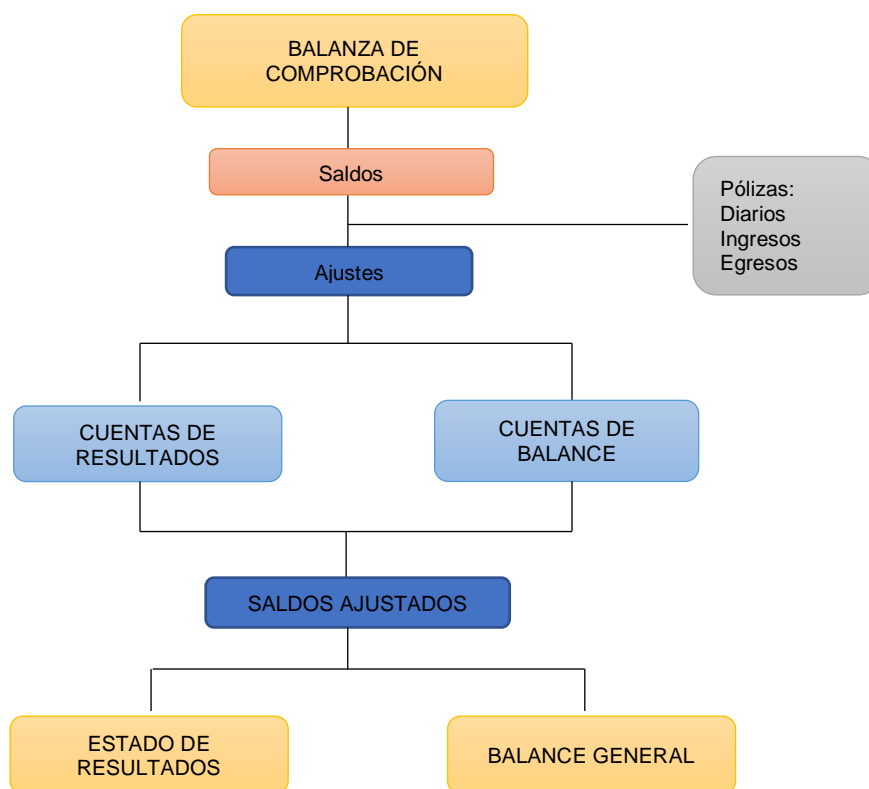 BALANZA DE
COMPROBACIÓN
Saldos
Pólizas:
Diarios
Ingresos
Egresos
Ajustes
CUENTAS DE
RESULTADOS
CUENTAS DE
BALANCE
SALDOS AJUSTADOS
ESTADO DE
RESULTADOS
BALANCE GENERAL